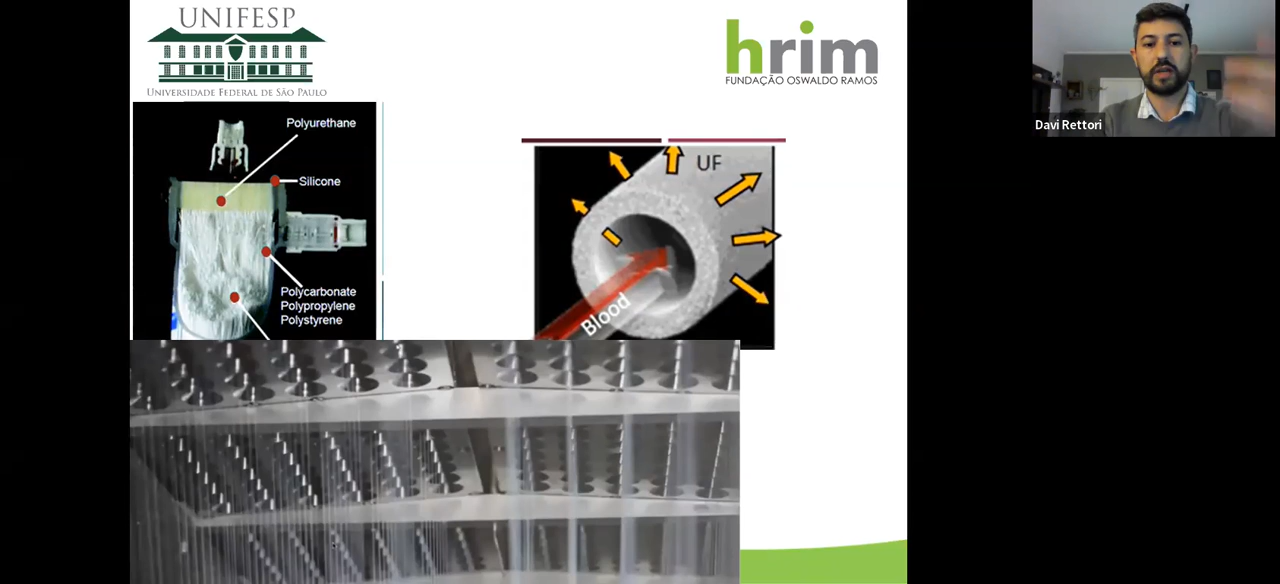 UNIFESP
UNIVERSIDADE FEDERAL DE SÃO PAULO
hrim
FUNDAÇÃO OSWALDO RAMOS
Davi Rettori
Polyurethane
Silicone
Polycarbonate
Polypropylene
Polystyrene
UF
Blood